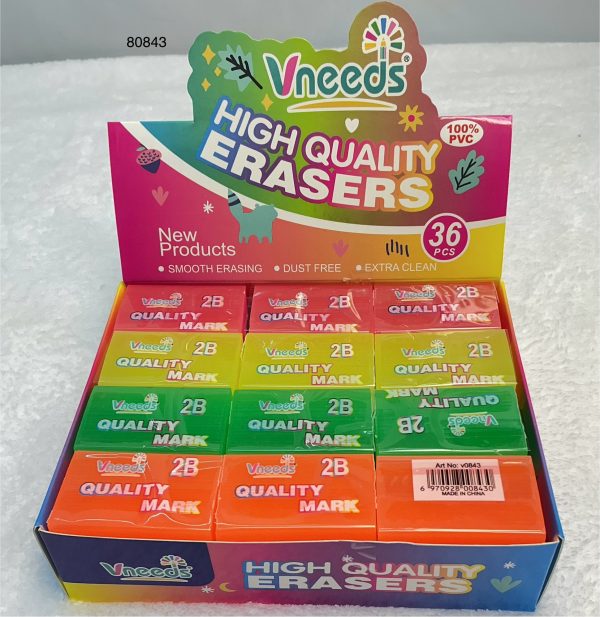 80843
Vneeds®
HIGH QUALITY
ERASERS
100%
PVC
36
PCS
New
Products
• SMOOTH ERASING • DUST FREE • EXTRA CLEAN
Vneeds 2B
QUALITY
MARK
Vneeds 2B
QUALITY
MARK
Vneeds 2B
QUALITY
MARK
Vneeds 2B
QUALITY
MARK
Vneeds 2B
QUALITY
MARK
Vneeds 2B
QUALITY
MARK
Vneeds 2B
QUALITY
MARK
Vneeds 2B
QUALITY
MARK
Vneeds 2B
QUALITY
MARK
Vneeds 2B
QUALITY
MARK
Vneeds 2B
QUALITY
MARK
Art No: v0843
6 970928 008430
MADE IN CHINA
Vneeds®
HIGH QUALITY
ERASERS